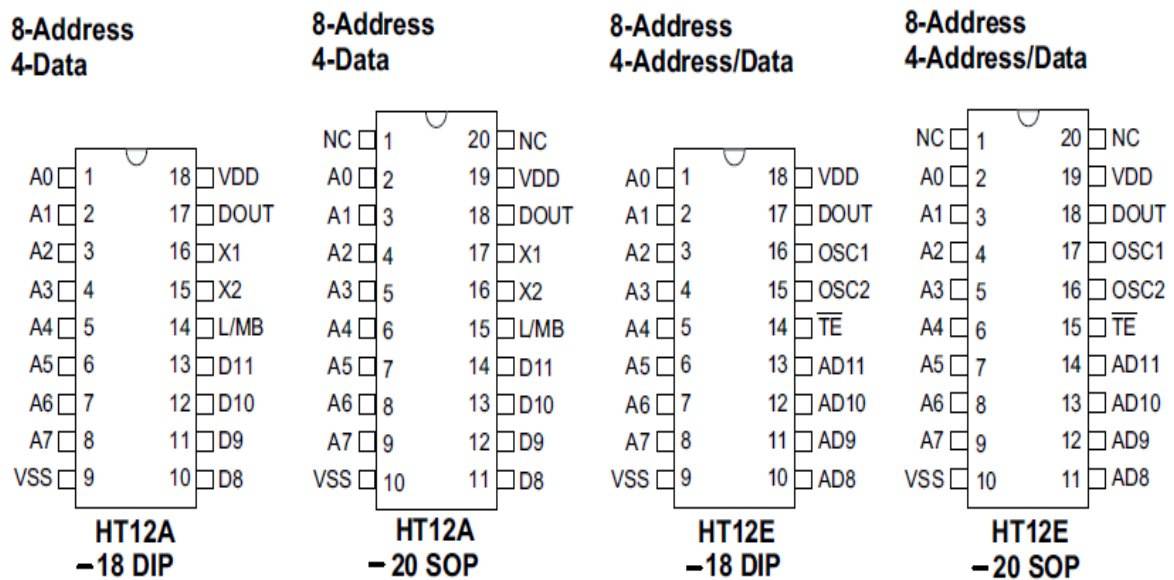 8-Address
4-Data
NC 1 20 NC
A0 1 18 VDD
A1 2 17 DOUT
A2 3 16 X1
A3 4 15 X2
A4 5 14 L/MB
A5 6 13 D11
A6 7 12 D10
A7 8 11 D9
VSS 9 10 D8
HT12A
–18 DIP
8-Address
4-Data
A0 2 19 VDD
A1 3 18 DOUT
A2 4 17 X1
A3 5 16 X2
A4 6 15 L/MB
A5 7 14 D11
A6 8 13 D10
A7 9 12 D9
VSS 10 11 D8
HT12A
–20 SOP
8-Address
4-Address/Data
A0 1 18 VDD
A1 2 17 DOUT
A2 3 16 OSC1
A3 4 15 OSC2
A4 5 14 T̅E̅
A5 6 13 AD11
A6 7 12 AD10
A7 8 11 AD9
VSS 9 10 AD8
HT12E
–18 DIP
8-Address
4-Address/Data
NC 1 20 NC
A0 2 19 VDD
A1 3 18 DOUT
A2 4 17 OSC1
A3 5 16 OSC2
A4 6 15 T̅E̅
A5 7 14 AD11
A6 8 13 AD10
A7 9 12 AD9
VSS 10 11 AD8
HT12E
–20 SOP